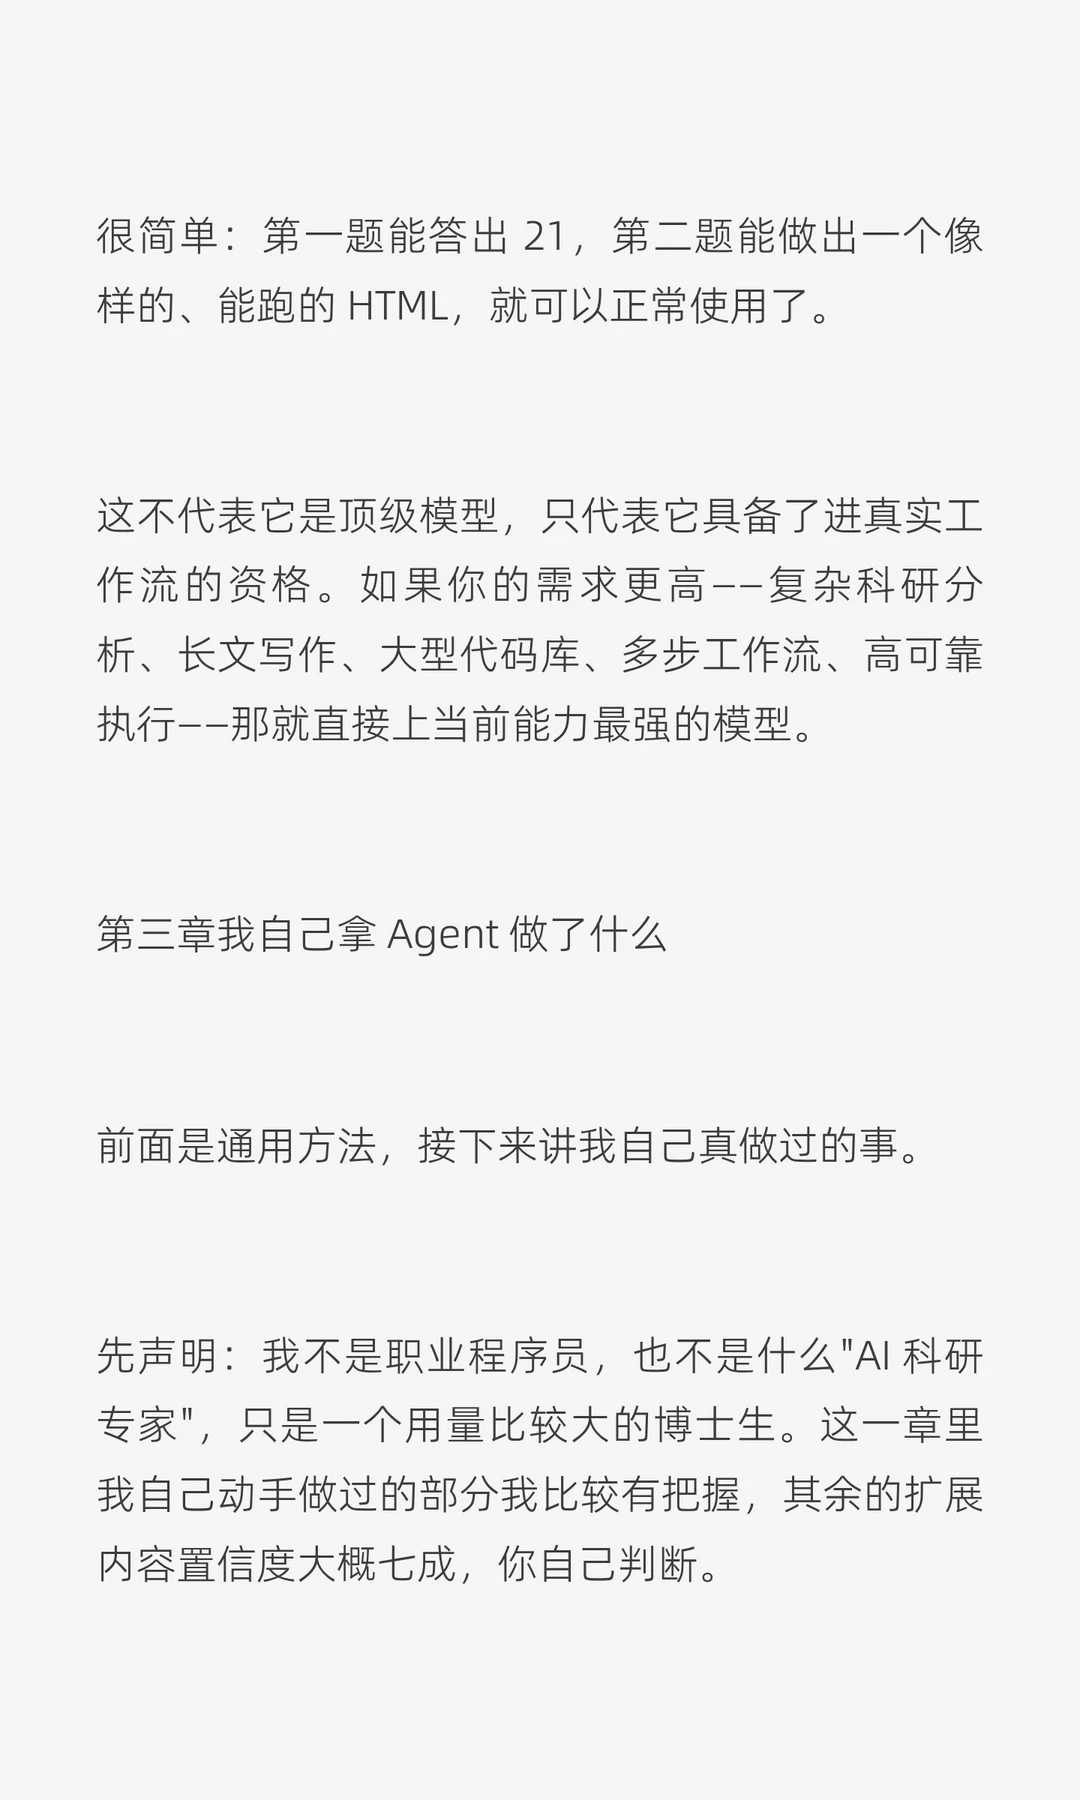 很简单：第一题能答出 21，第二题能做出一个像
样的、能跑的 HTML，就可以正常使用了。
这不代表它是顶级模型，只代表它具备了进真实工
作流的资格。如果你的需求更高——复杂科研分
析、长文写作、大型代码库、多步工作流、高可靠
执行——那就直接上当前能力最强的模型。
第三章我自己拿 Agent 做了什么
前面是通用方法，接下来讲我自己真做过的事。
先声明：我不是职业程序员，也不是什么"AI 科研
专家"，只是一个用量比较大的博士生。这一章里
我自己动手做过的部分我比较有把握，其余的扩展
内容置信度大概七成，你自己判断。